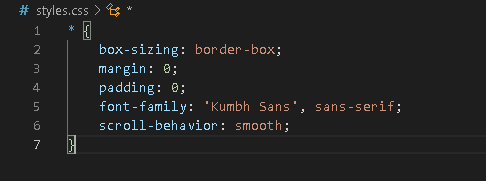 # styles.css > *
1 * {
2 box-sizing: border-box;
3 margin: 0;
4 padding: 0;
5 font-family: 'Kumbh Sans', sans-serif;
6 scroll-behavior: smooth;
7 }